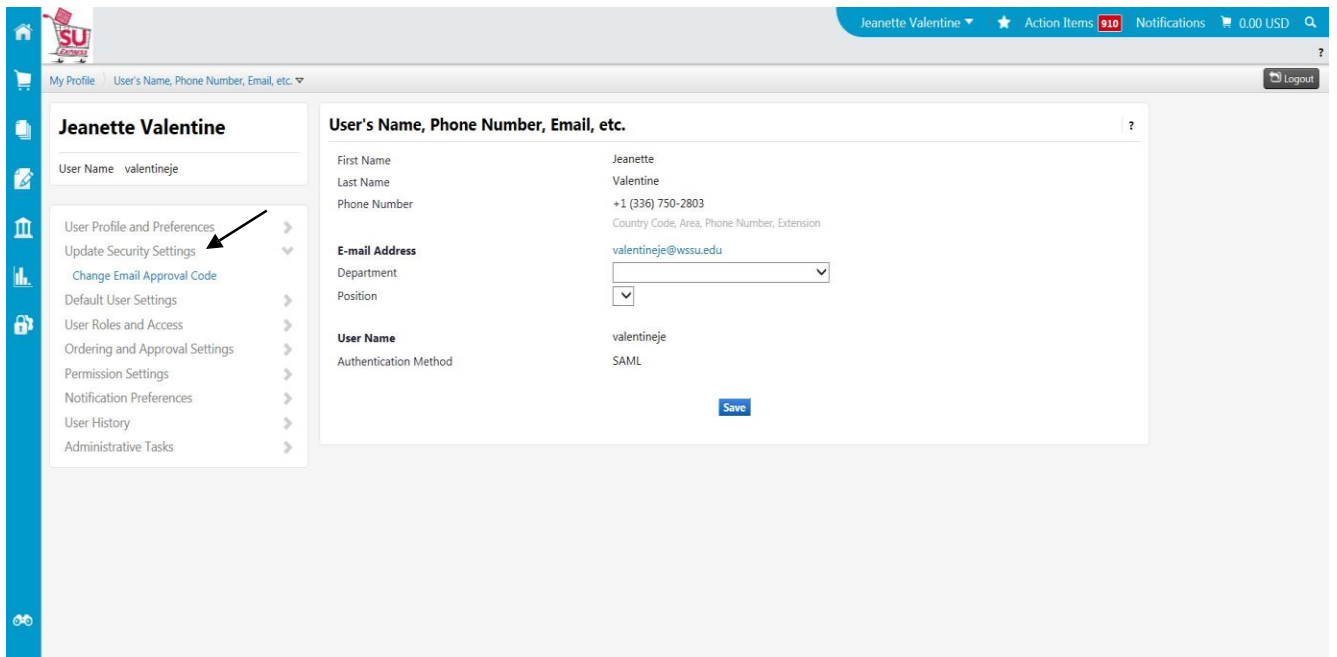 Jeanette Valentine Action Items 910 Notifications 0.00 USD
SU
EXPRESS
?
My Profile User's Name, Phone Number, Email, etc. Logout
Jeanette Valentine
User Name valentineje
User Profile and Preferences
Update Security Settings
Change Email Approval Code
Default User Settings
User Roles and Access
Ordering and Approval Settings
Permission Settings
Notification Preferences
User History
Administrative Tasks
User's Name, Phone Number, Email, etc. ?
First Name Jeanette
Last Name Valentine
Phone Number +1 (336) 750-2803
Country Code, Area, Phone Number, Extension
E-mail Address valentineje@wssu.edu
Department
Position
User Name valentineje
Authentication Method SAML
Save